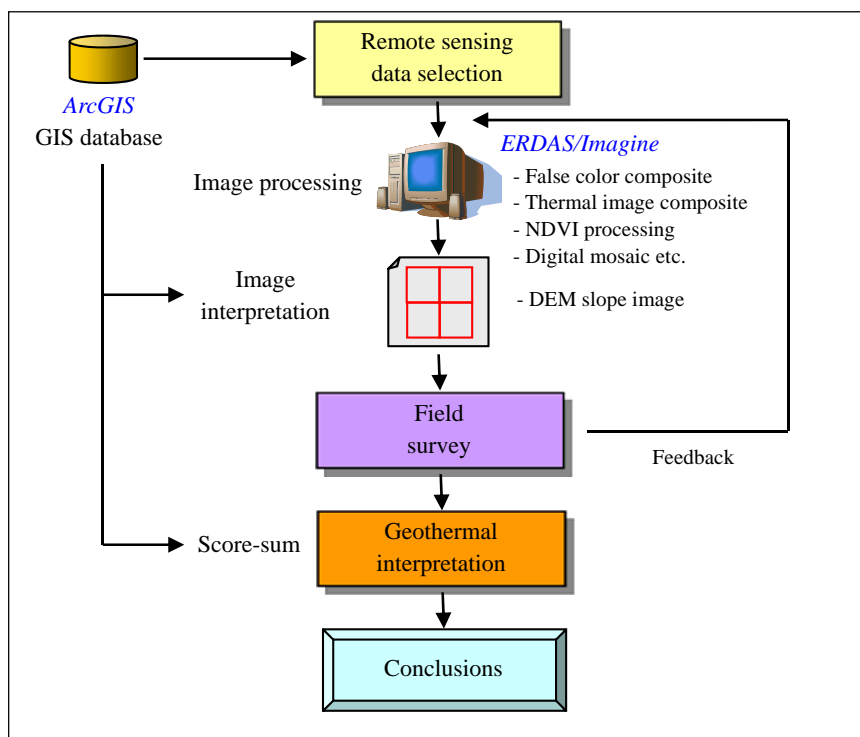 Remote sensing
data selection
ArcGIS
GIS database
ERDAS/Imagine
Image processing
- False color composite
- Thermal image composite
- NDVI processing
- Digital mosaic etc.
- DEM slope image
Image
interpretation
Field
survey
Feedback
Score-sum
Geothermal
interpretation
Conclusions